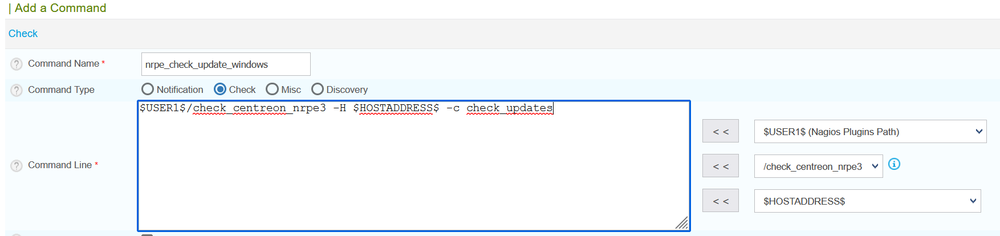 | Add a Command
Check
? Command Name * nrpe_check_update_windows
? Command Type Notification Check Misc Discovery
$USER1$/check_centreon_nrpe3 -H $HOSTADDRESS$ -c check_updates
< < $USER1$ (Nagios Plugins Path)
? Command Line * < < /check_centreon_nrpe3 i
< < $HOSTADDRESS$